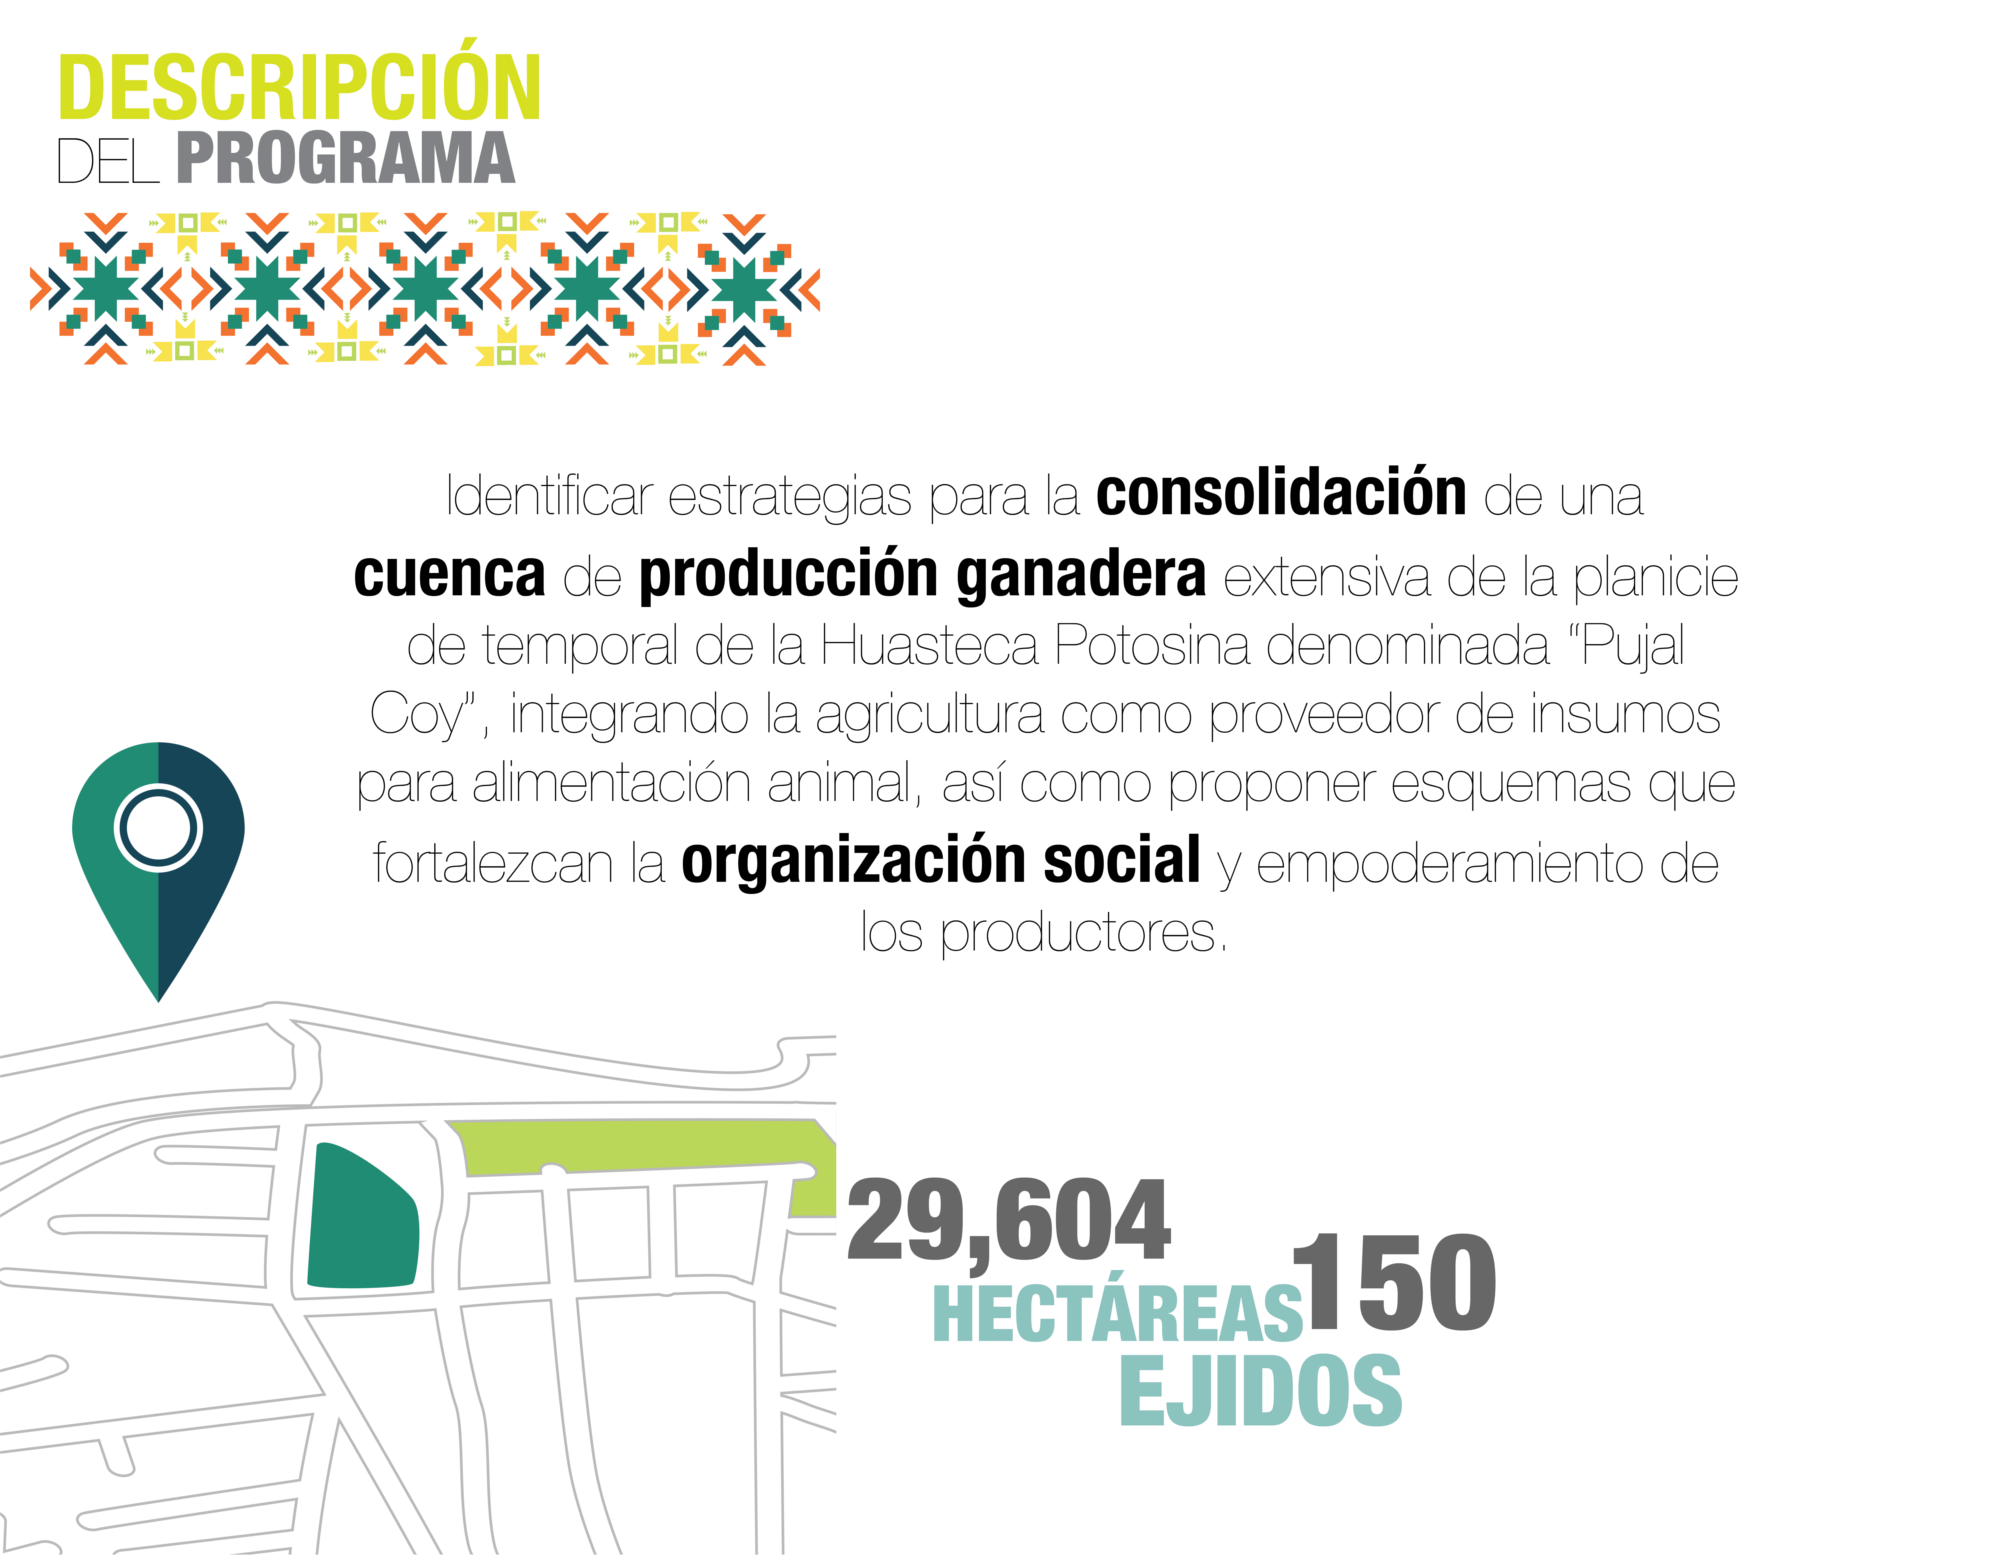 DESCRIPCIÓN
DEL PROGRAMA
Identificar estrategias para la consolidación de una
cuenca de producción ganadera extensiva de la planicie
de temporal de la Huasteca Potosina denominada “Pujal
Coy”, integrando la agricultura como proveedor de insumos
para alimentación animal, así como proponer esquemas que
fortalezcan la organización social y empoderamiento de
los productores.
29,604
HECTÁREAS
150
EJIDOS